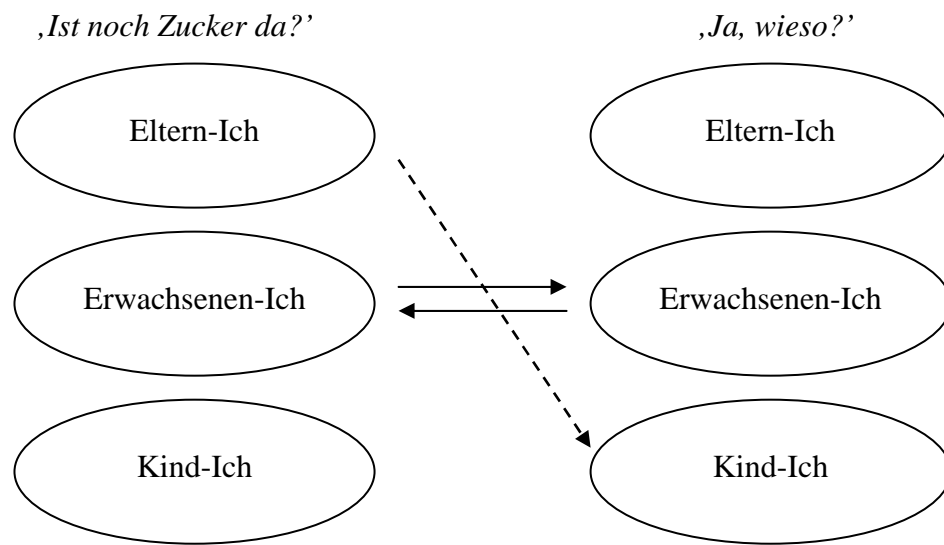 ‚Ist noch Zucker da?’ ‚Ja, wieso?’
Eltern-Ich Eltern-Ich
Erwachsenen-Ich Erwachsenen-Ich
Kind-Ich Kind-Ich